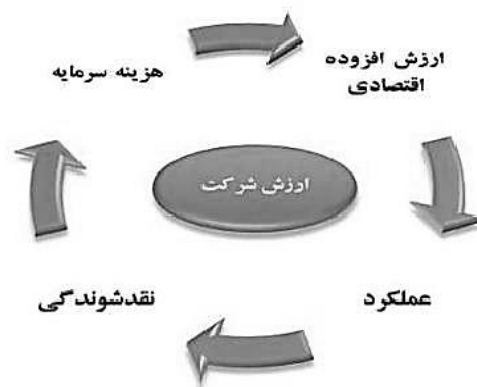 ارزش افزوده
اقتصادی
هزینه سرمایه
ارزش شرکت
عملکرد
نقدشوندگی